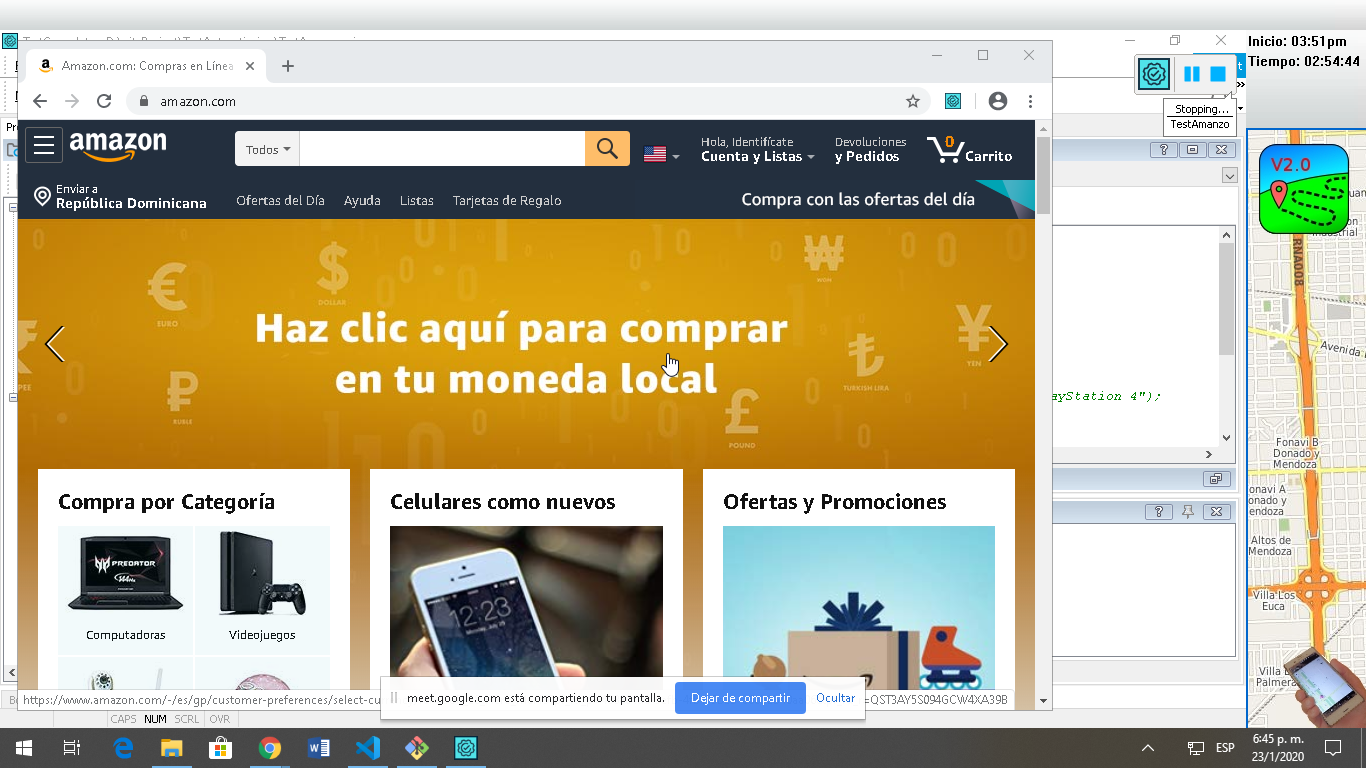 Inicio: 03:51pm
Tiempo: 02:54:44
Amazon.com: Compras en Línea
amazon.com
Stopping...
TestAmanzo
amazon
Todos
Hola, Identifícate
Cuenta y Listas
Devoluciones
y Pedidos
0
Carrito
Enviar a
República Dominicana
Ofertas del Día
Ayuda
Listas
Tarjetas de Regalo
Compra con las ofertas del día
V2.0
RNA008
Haz clic aquí para comprar
en tu moneda local
EURO
DOLLAR
WON
YEN
TURKISH LIRA
RUBLE
POUND
Avenida
ayStation 4");
Fonavi B
Donado y
Mendoza
Altos de
Mendoza
Villa Los
Euca
Compra por Categoría
Celulares como nuevos
Ofertas y Promociones
PREDATOR
12:23
Computadoras
Videojuegos
https://www.amazon.com/-/es/gp/customer-preferences/select-cu
=QST3AY5S094GCW4XA39B
meet.google.com está compartiendo tu pantalla.
Dejar de compartir
Ocultar
CAPS NUM SCRL OVR
ESP
6:45 p. m.
23/1/2020